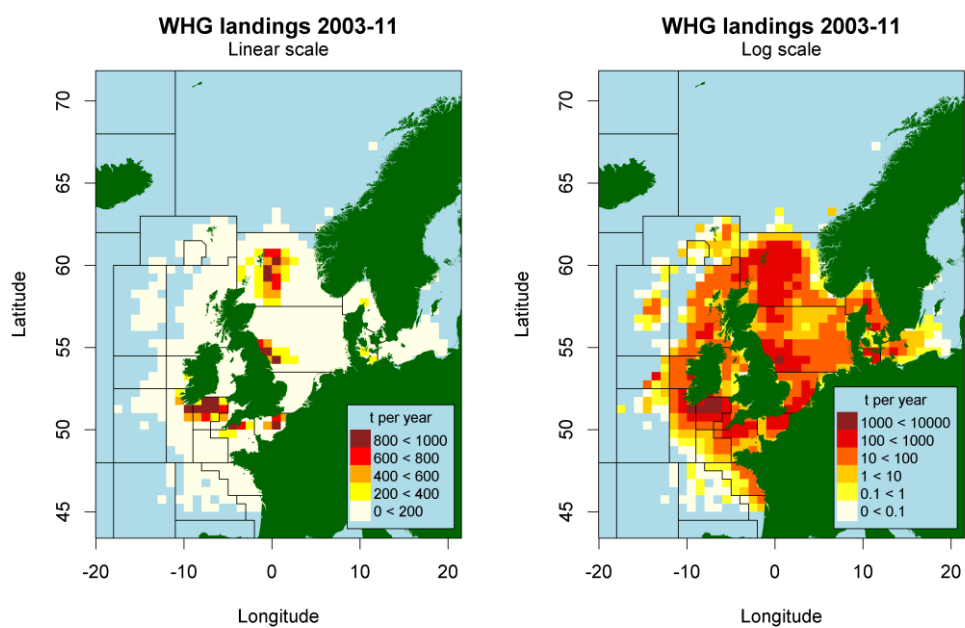 WHG landings 2003-11
Linear scale
Latitude
70
65
60
55
50
45
t per year
800 < 1000
600 < 800
400 < 600
200 < 400
0 < 200
-20
-10
0
10
20
Longitude
WHG landings 2003-11
Log scale
Latitude
70
65
60
55
50
45
t per year
1000 < 10000
100 < 1000
10 < 100
1 < 10
0.1 < 1
0 < 0.1
-20
-10
0
10
20
Longitude